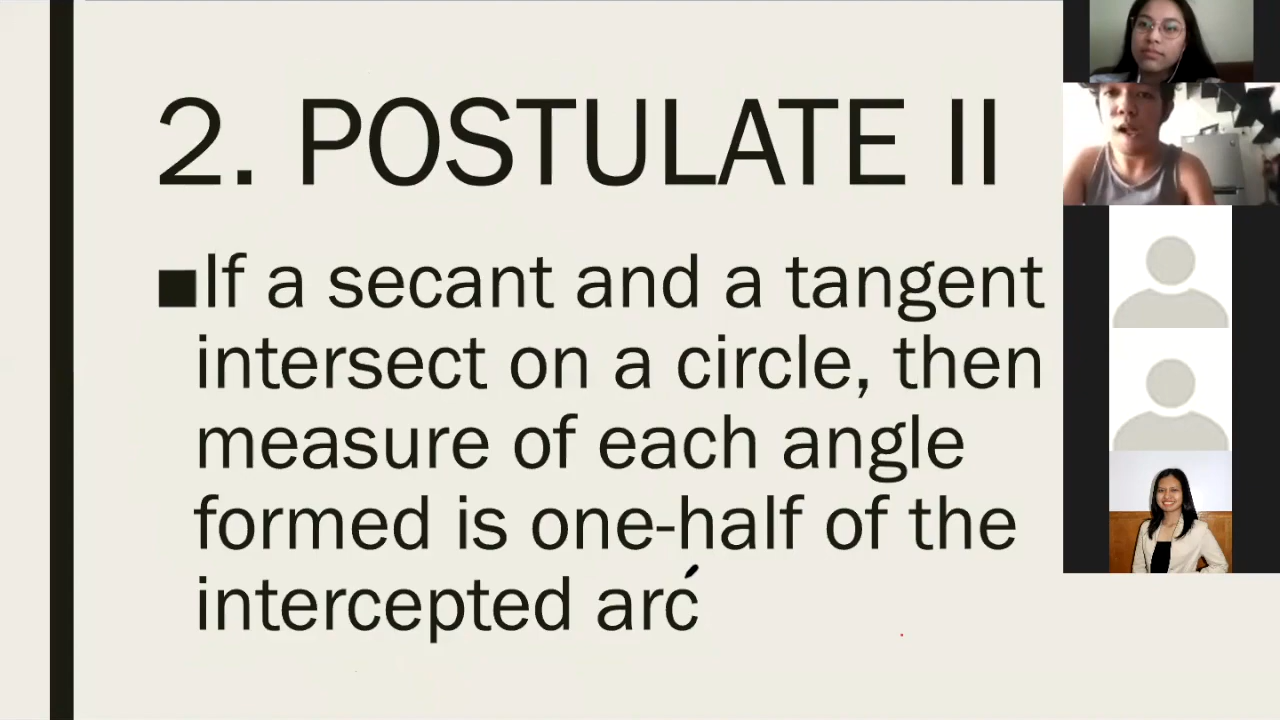 2. POSTULATE II
■If a secant and a tangent
intersect on a circle, then
measure of each angle
formed is one-half of the
intercepted arc